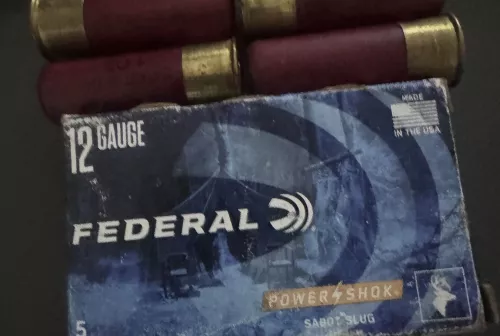 12 GAUGE
MADE
IN THE USA
FEDERAL
POWER SHOK
SABOT SLUG
5